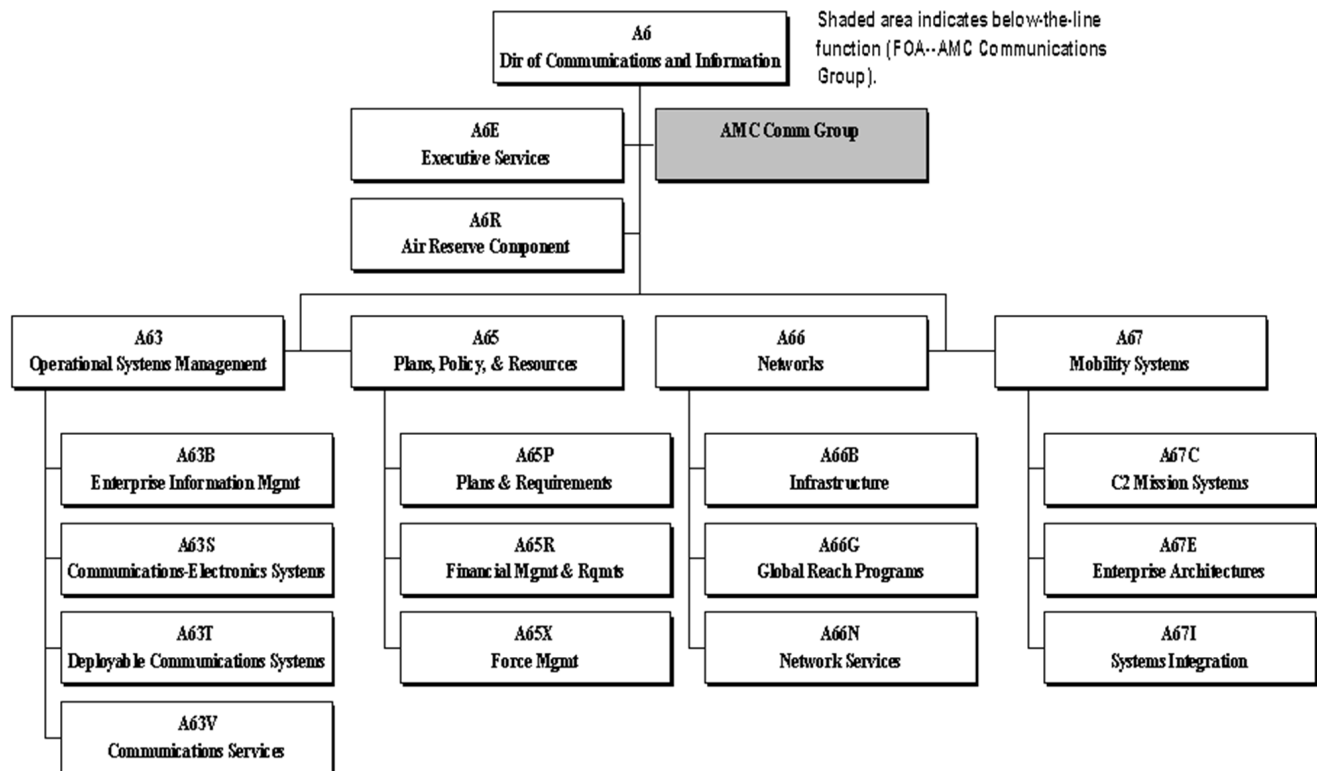 A6
Dir of Communications and Information
Shaded area indicates below-the-line
function (FOA--AMC Communications
Group).
A6E
Executive Services
AMC Comm Group
A6R
Air Reserve Component
A63
Operational Systems Management
A65
Plans, Policy, & Resources
A66
Networks
A67
Mobility Systems
A63B
Enterprise Information Mgmt
A65P
Plans & Requirements
A66B
Infrastructure
A67C
C2 Mission Systems
A63S
Communications-Electronics Systems
A65R
Financial Mgmt & Rqmts
A66G
Global Reach Programs
A67E
Enterprise Architectures
A63T
Deployable Communications Systems
A65X
Force Mgmt
A66N
Network Services
A67I
Systems Integration
A63V
Communications Services